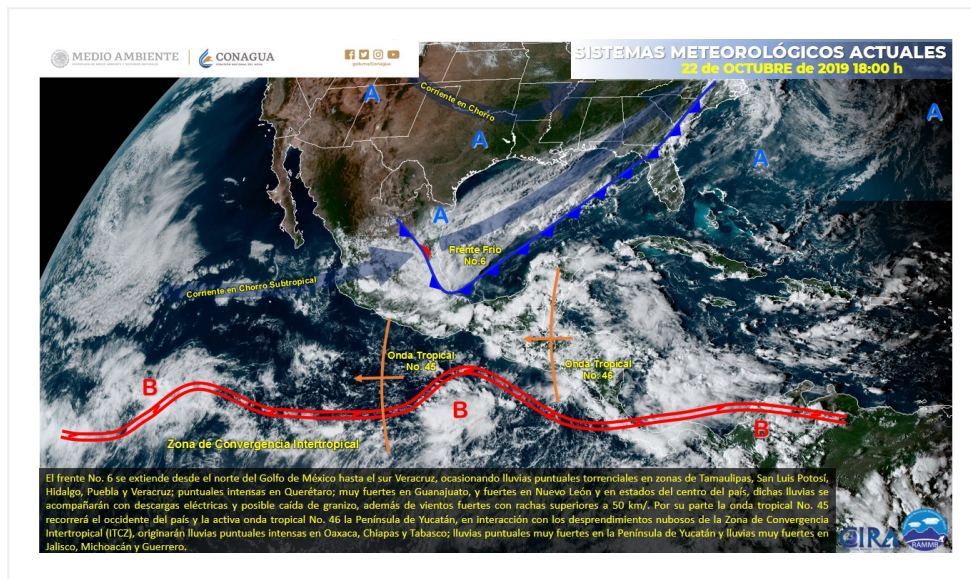 MEDIO AMBIENTE
CONAGUA
COMISIÓN NACIONAL DEL AGUA
gob.mx/conagua
SISTEMAS METEOROLÓGICOS ACTUALES
22 de OCTUBRE de 2019 18:00 h
A
Corriente en Chorro
A
A
A
A
Frente Frío
No.6
Corriente en Chorro Subtropical
Onda Tropical
No. 45
Onda Tropical
No. 46
B
B
B
Zona de Convergencia Intertropical
El frente No. 6 se extiende desde el norte del Golfo de México hasta el sur Veracruz, ocasionando lluvias puntuales torrenciales en zonas de Tamaulipas, San Luis Potosí,
Hidalgo, Puebla y Veracruz; puntuales intensas en Querétaro; muy fuertes en Guanajuato, y fuertes en Nuevo León y en estados del centro del país, dichas lluvias se
acompañarán con descargas eléctricas y posible caída de granizo, además de vientos fuertes con rachas superiores a 50 km/. Por su parte la onda tropical No. 45
recorrerá el occidente del país y la activa onda tropical No. 46 la Península de Yucatán, en interacción con los desprendimientos nubosos de la Zona de Convergencia
Intertropical (ITCZ), originarán lluvias puntuales intensas en Oaxaca, Chiapas y Tabasco; lluvias puntuales muy fuertes en la Península de Yucatán y lluvias muy fuertes en
Jalisco, Michoacán y Guerrero.
CIRA
RAMMB